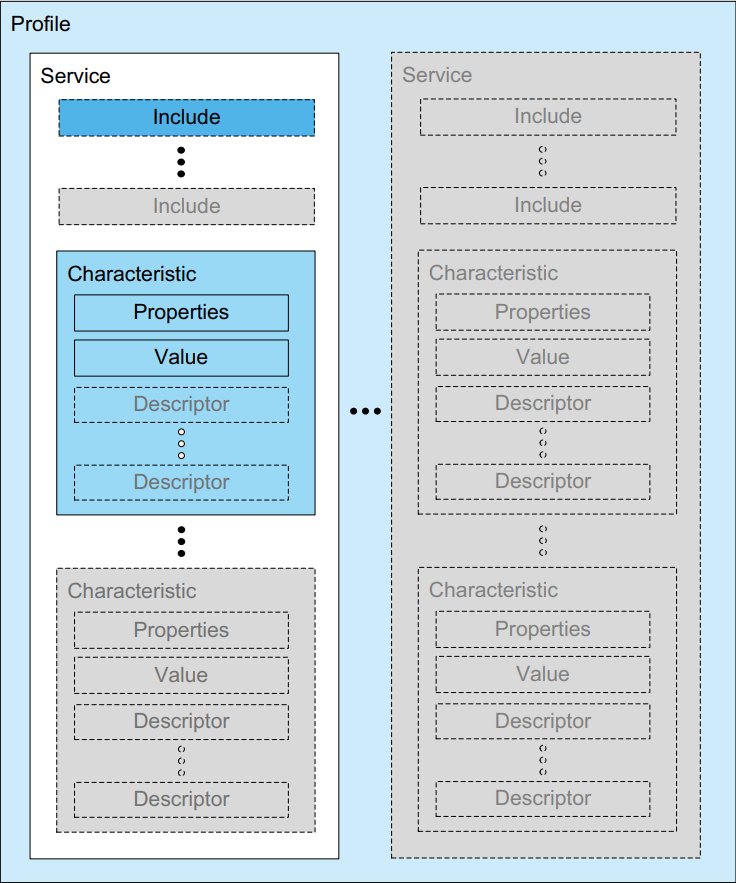 Profile
Service
Include
Include
Characteristic
Properties
Value
Descriptor
Descriptor
Characteristic
Properties
Value
Descriptor
Descriptor
Service
Include
Include
Characteristic
Properties
Value
Descriptor
Descriptor
Characteristic
Properties
Value
Descriptor
Descriptor